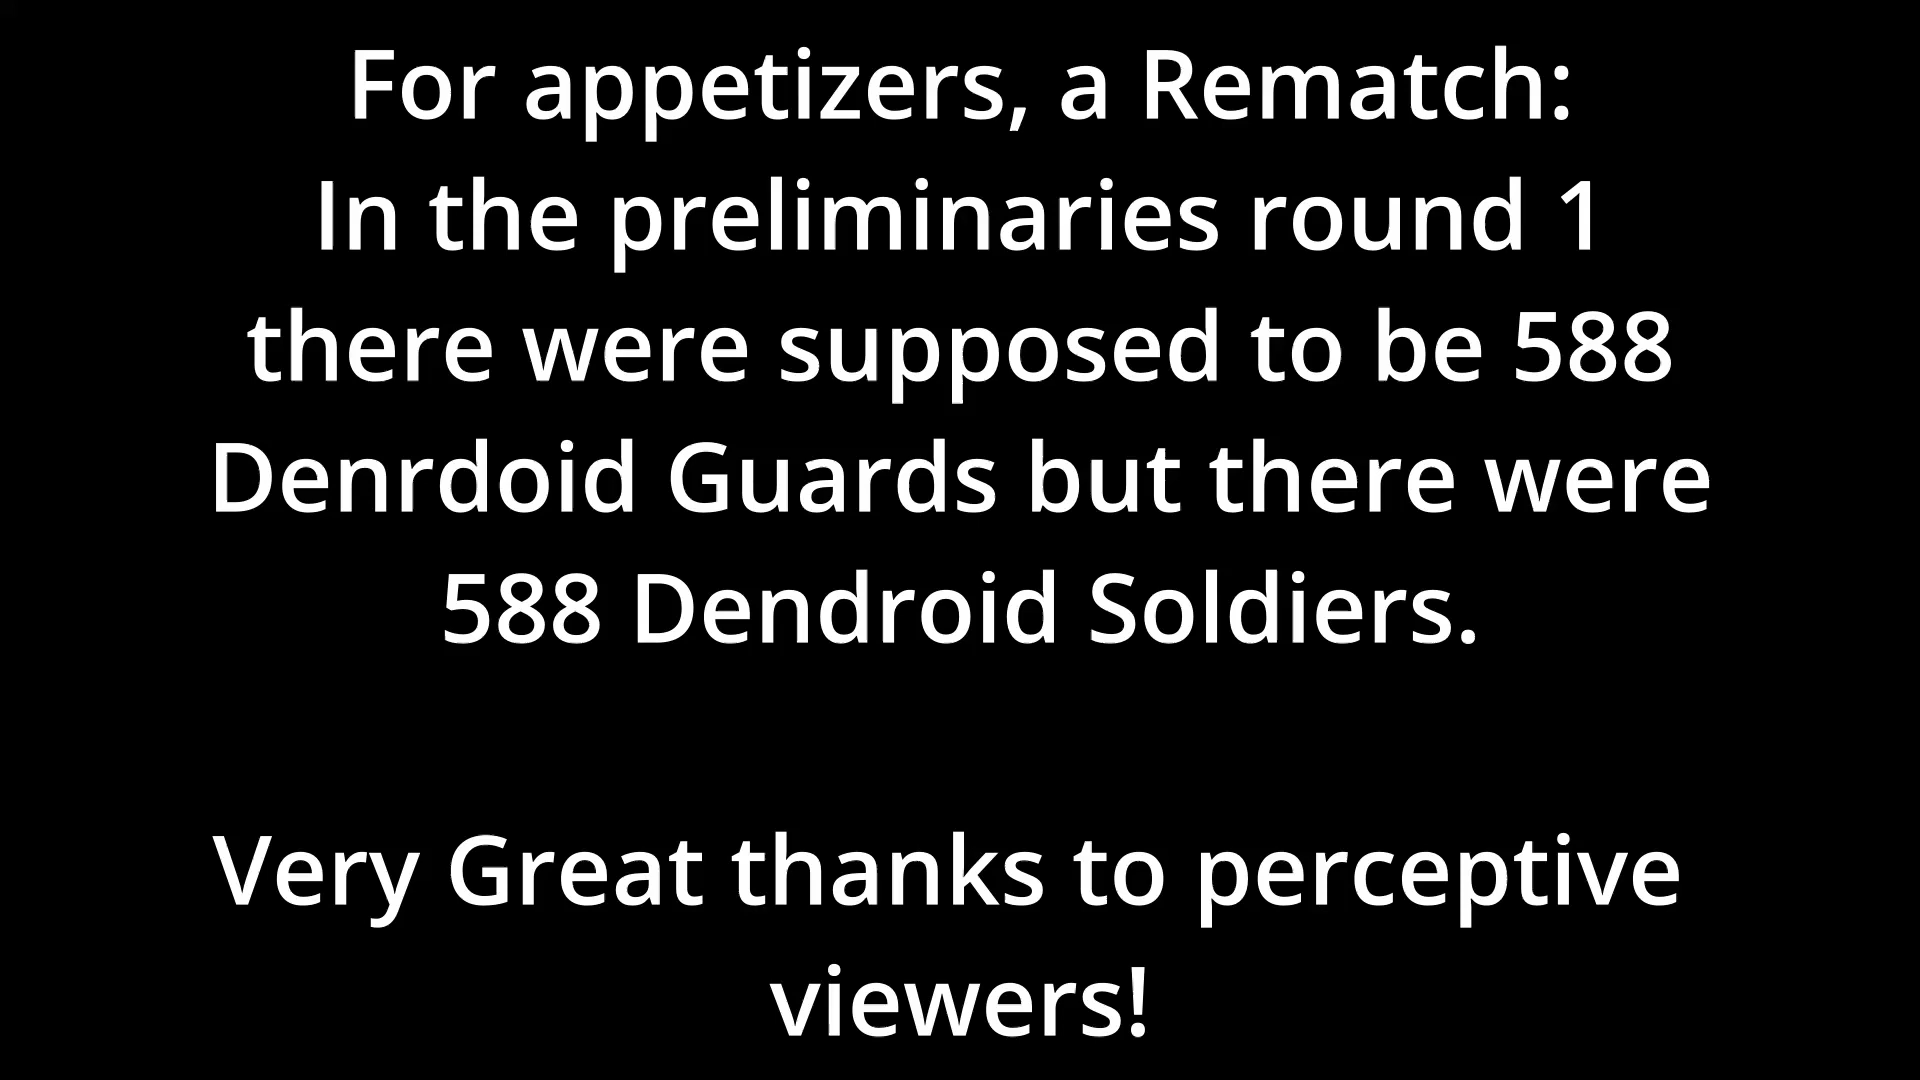 For appetizers, a Rematch:
In the preliminaries round 1
there were supposed to be 588
Denrdoid Guards but there were
588 Dendroid Soldiers.
Very Great thanks to perceptive
viewers!